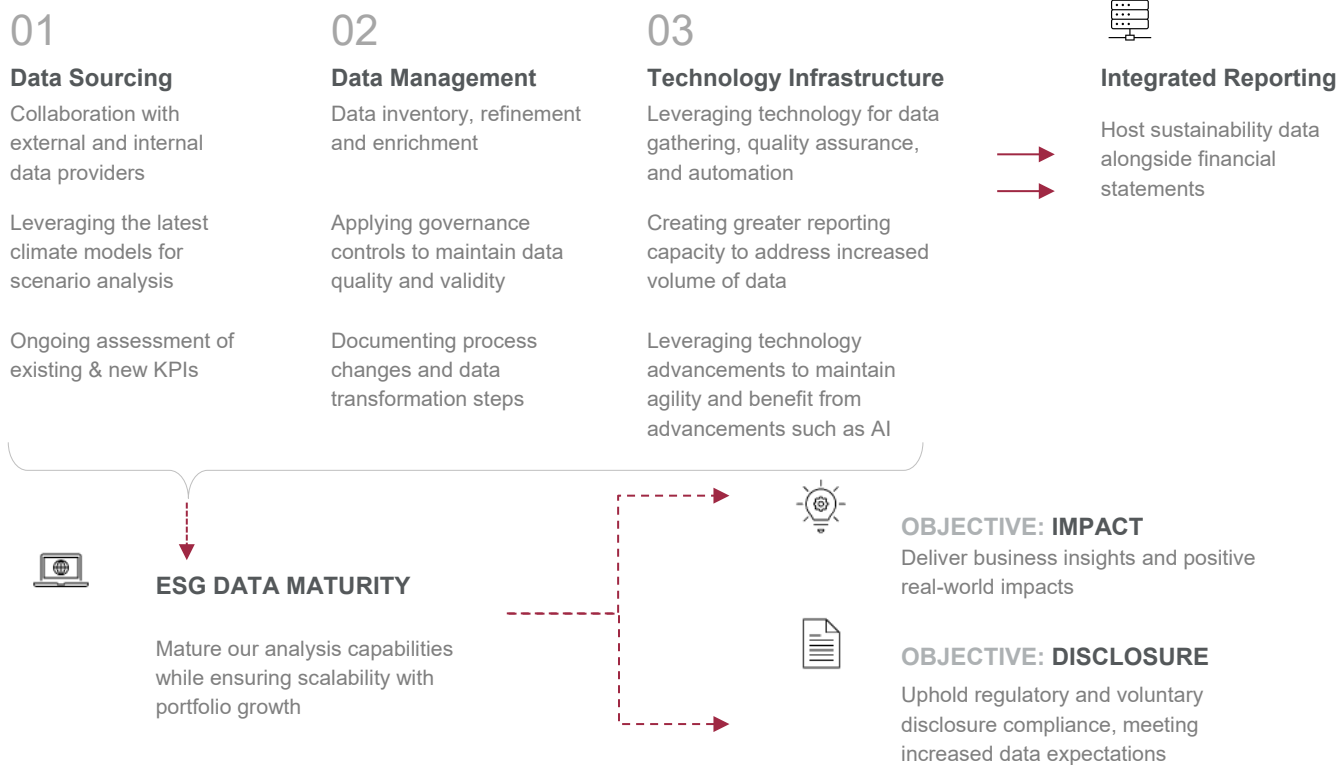 01
Data Sourcing
Collaboration with
external and internal
data providers
Leveraging the latest
climate models for
scenario analysis
Ongoing assessment of
existing & new KPIs
02
Data Management
Data inventory, refinement
and enrichment
Applying governance
controls to maintain data
quality and validity
Documenting process
changes and data
transformation steps
03
Technology Infrastructure
Leveraging technology for data
gathering, quality assurance,
and automation
Creating greater reporting
capacity to address increased
volume of data
Leveraging technology
advancements to maintain
agility and benefit from
advancements such as AI
Integrated Reporting
Host sustainability data
alongside financial
statements
ESG DATA MATURITY
Mature our analysis capabilities
while ensuring scalability with
portfolio growth
OBJECTIVE: IMPACT
Deliver business insights and positive
real-world impacts
OBJECTIVE: DISCLOSURE
Uphold regulatory and voluntary
disclosure compliance, meeting
increased data expectations